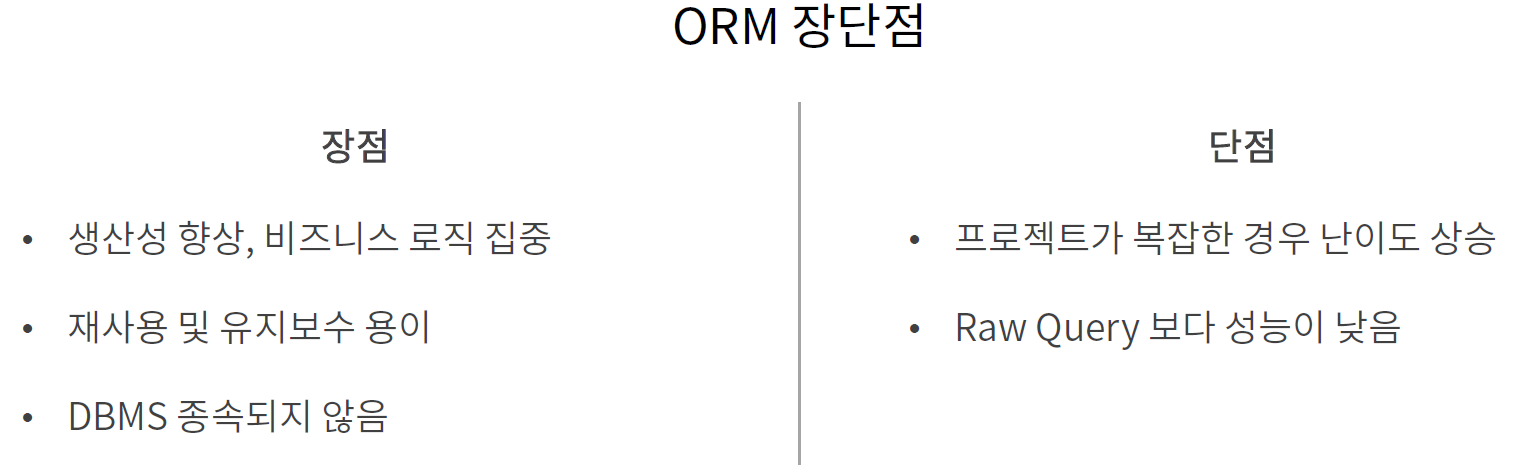 ORM 장단점
장점
• 생산성 향상, 비즈니스 로직 집중
• 재사용 및 유지보수 용이
• DBMS 종속되지 않음
단점
• 프로젝트가 복잡한 경우 난이도 상승
• Raw Query 보다 성능이 낮음